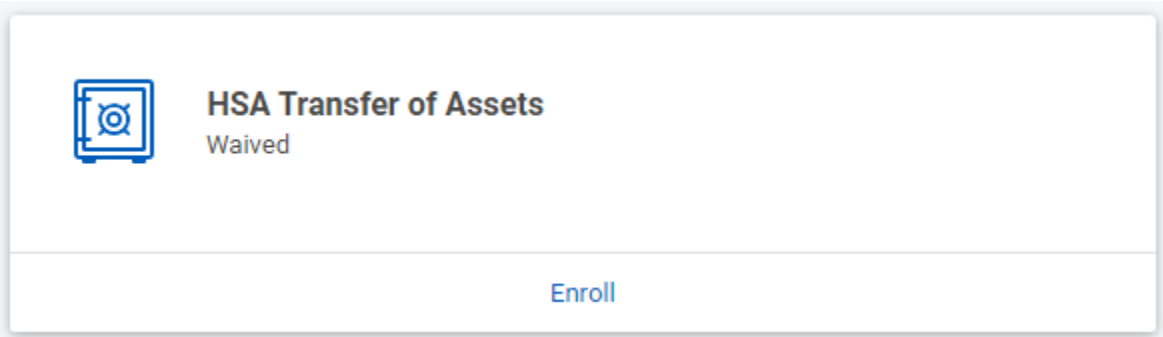 HSA Transfer of Assets
Waived
Enroll